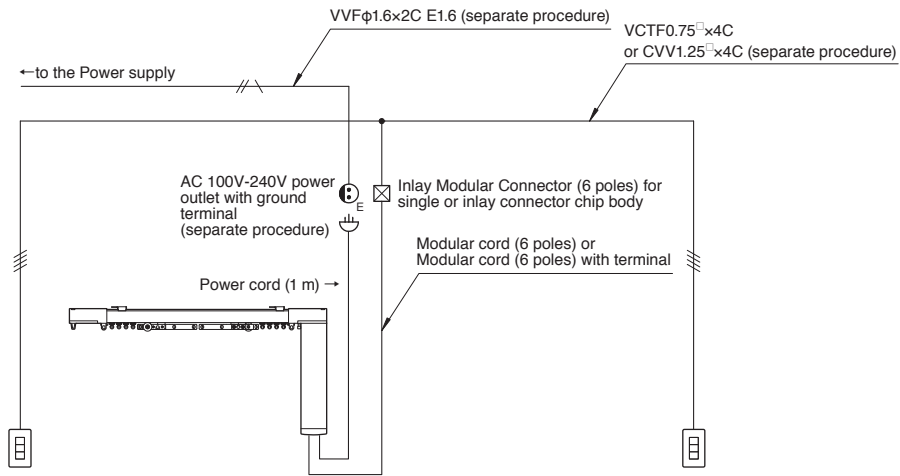 VVFφ1.6×2C E1.6 (separate procedure)
VCTF0.75□×4C
or CVV1.25□×4C (separate procedure)
←to the Power supply
AC 100V-240V power
outlet with ground
terminal
(separate procedure)
E
Inlay Modular Connector (6 poles) for
single or inlay connector chip body
Modular cord (6 poles) or
Modular cord (6 poles) with terminal
Power cord (1 m) →